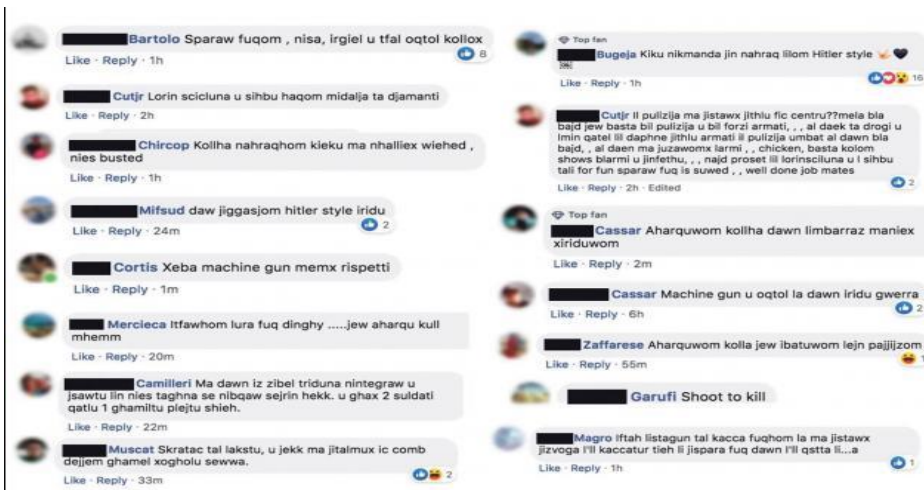 Bartolo Sparaw fuqom , nisa, irgiel u tfal oqtol kollox
8
Like · Reply · 1h
Cutjr Lorin scicluna u sihbu haqom midalja ta djamanti
Like · Reply · 2h
Chircop Kollha nahraqhom kieku ma nhalliex wiehed ,
nies busted
Like · Reply · 1h
Mifsud daw jiggasjom hitler style iridu
2
Like · Reply · 24m
Cortis Xeba machine gun memx rispetti
Like · Reply · 1m
Mercieca Itfawhom lura fuq dinghy .....jew aharqu kull
mhemm
Like · Reply · 20m
Camilleri Ma dawn iz zibel triduna nintegraw u
jsawtu lin nies taghna se nibqaw sejrin hekk. u ghax 2 suldati
qatlu 1 ghamiltu plejtu shieh.
Like · Reply · 22m
Muscat Skratac tal lakstu, u jekk ma jitalmux ic comb
dejjem ghamel xogholu sewwa.
2
Like · Reply · 33m
Top fan
Bugeja Kiku nikmanda jin nahraq lilom Hitler style
16
Like · Reply · 1h
Cutjr Il pulizija ma jistawx jithlu fic centru??mela bla
bajd jew basta bil pulizija u bil forzi armati, , , al daek ta drogi u
lmin qatel lil daphne jithlu armati il pulizija umbat al dawn bla
bajd, , al daen ma juzawomx larmi , , chicken, basta kolom
shows blarmi u jinfethu, , , najd proset lil lorinsciluna u l sihbu
tali for fun sparaw fuq is suwed , , well done job mates
2
Like · Reply · 2h · Edited
Top fan
Cassar Aharquwom kollha dawn limbarraz maniex
xiriduwom
Like · Reply · 2m
Cassar Machine gun u oqtol la dawn iridu gwerra
2
Like · Reply · 6h
Zaffarese Aharquwom kolla jew ibatuwom lejn pajjijzom
1
Like · Reply · 55m
Garufi Shoot to kill
Magro Iftah listagun tal kacca fuqhom la ma jistawx
jizvoga l'll kaccatur tieh li jispara fuq dawn l'll qstta li...a
1
Like · Reply · 1h